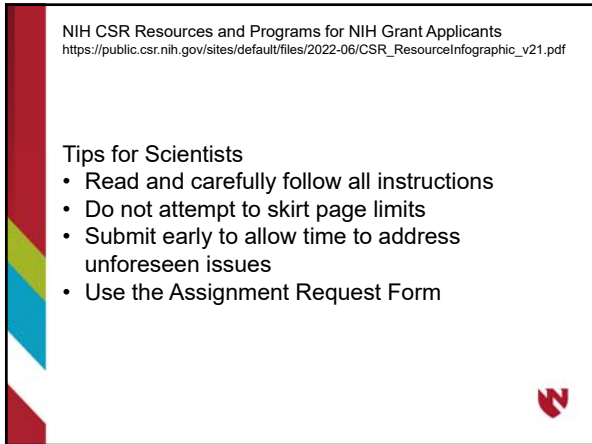 NIH CSR Resources and Programs for NIH Grant Applicants
https://public.csr.nih.gov/sites/default/files/2022-06/CSR_ResourceInfographic_v21.pdf
Tips for Scientists
• Read and carefully follow all instructions
• Do not attempt to skirt page limits
• Submit early to allow time to address
unforeseen issues
• Use the Assignment Request Form
N